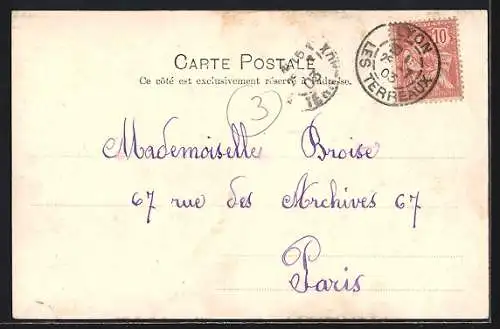 CARTE POSTALE
Ce côté est exclusivement réservé à l'adresse.
10
LYON
LES TERREAUX
03
3
Mademoiselle Broise
67 rue des Archives 67
Paris